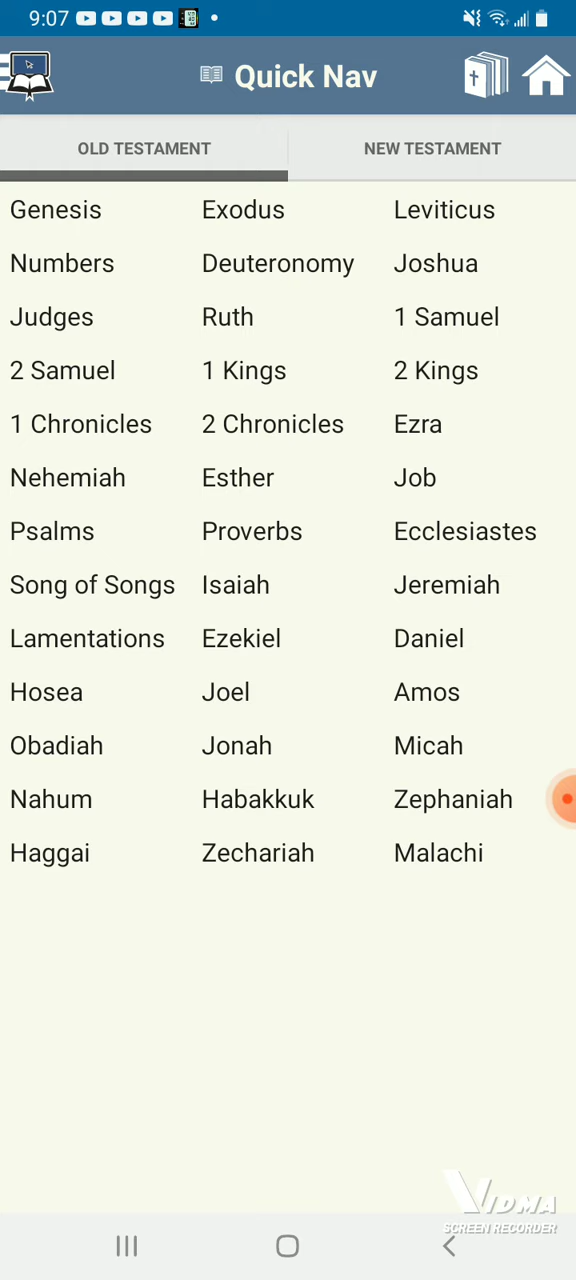 9:07
Quick Nav
OLD TESTAMENT NEW TESTAMENT
Genesis Exodus Leviticus
Numbers Deuteronomy Joshua
Judges Ruth 1 Samuel
2 Samuel 1 Kings 2 Kings
1 Chronicles 2 Chronicles Ezra
Nehemiah Esther Job
Psalms Proverbs Ecclesiastes
Song of Songs Isaiah Jeremiah
Lamentations Ezekiel Daniel
Hosea Joel Amos
Obadiah Jonah Micah
Nahum Habakkuk Zephaniah
Haggai Zechariah Malachi
VIDMA
SCREEN RECORDER